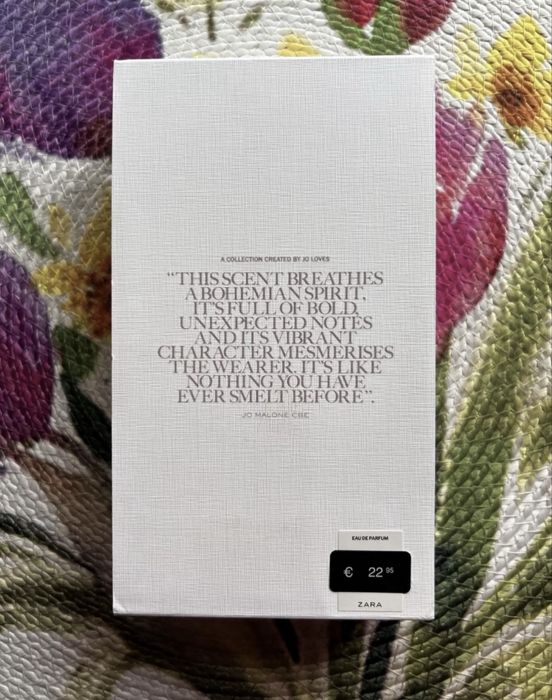 A COLLECTION CREATED BY JO LOVES
“THIS SCENT BREATHES
A BOHEMIAN SPIRIT,
IT’S FULL OF BOLD,
UNEXPECTED NOTES
AND ITS VIBRANT
CHARACTER MESMERISES
THE WEARER. IT’S LIKE
NOTHING YOU HAVE
EVER SMELT BEFORE”.
—JO MALONE CBE
EAU DE PARFUM
€ 22 95
ZARA